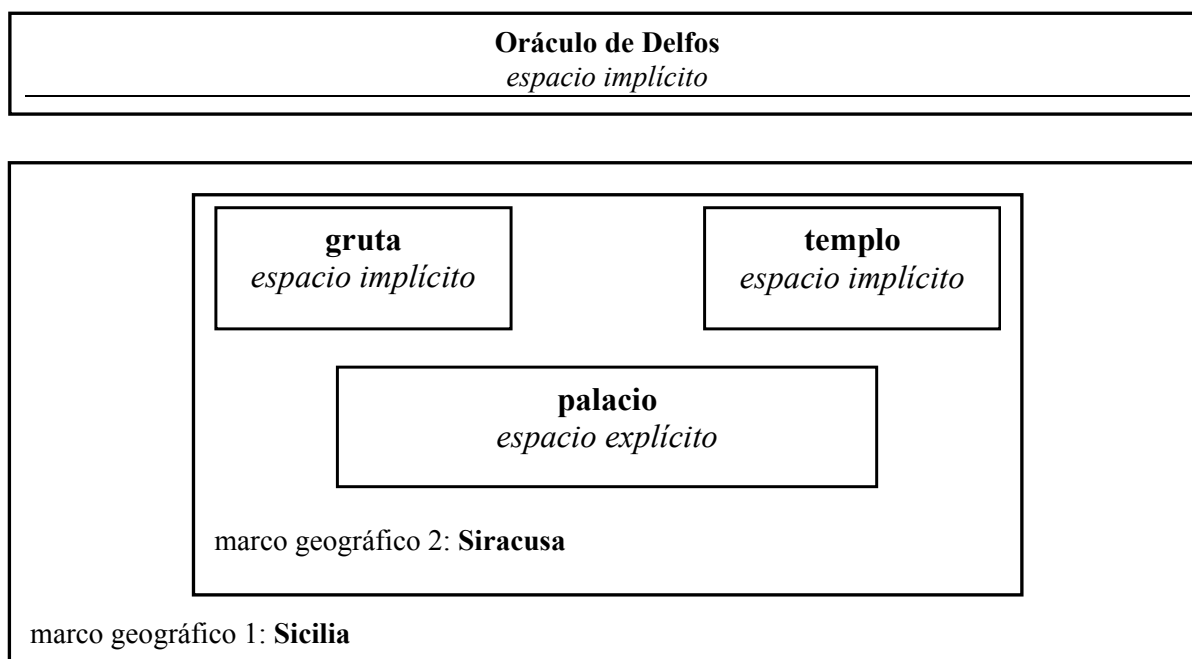 Oráculo de Delfos
espacio implícito
gruta
espacio implícito
templo
espacio implícito
palacio
espacio explícito
marco geográfico 2: Siracusa
marco geográfico 1: Sicilia